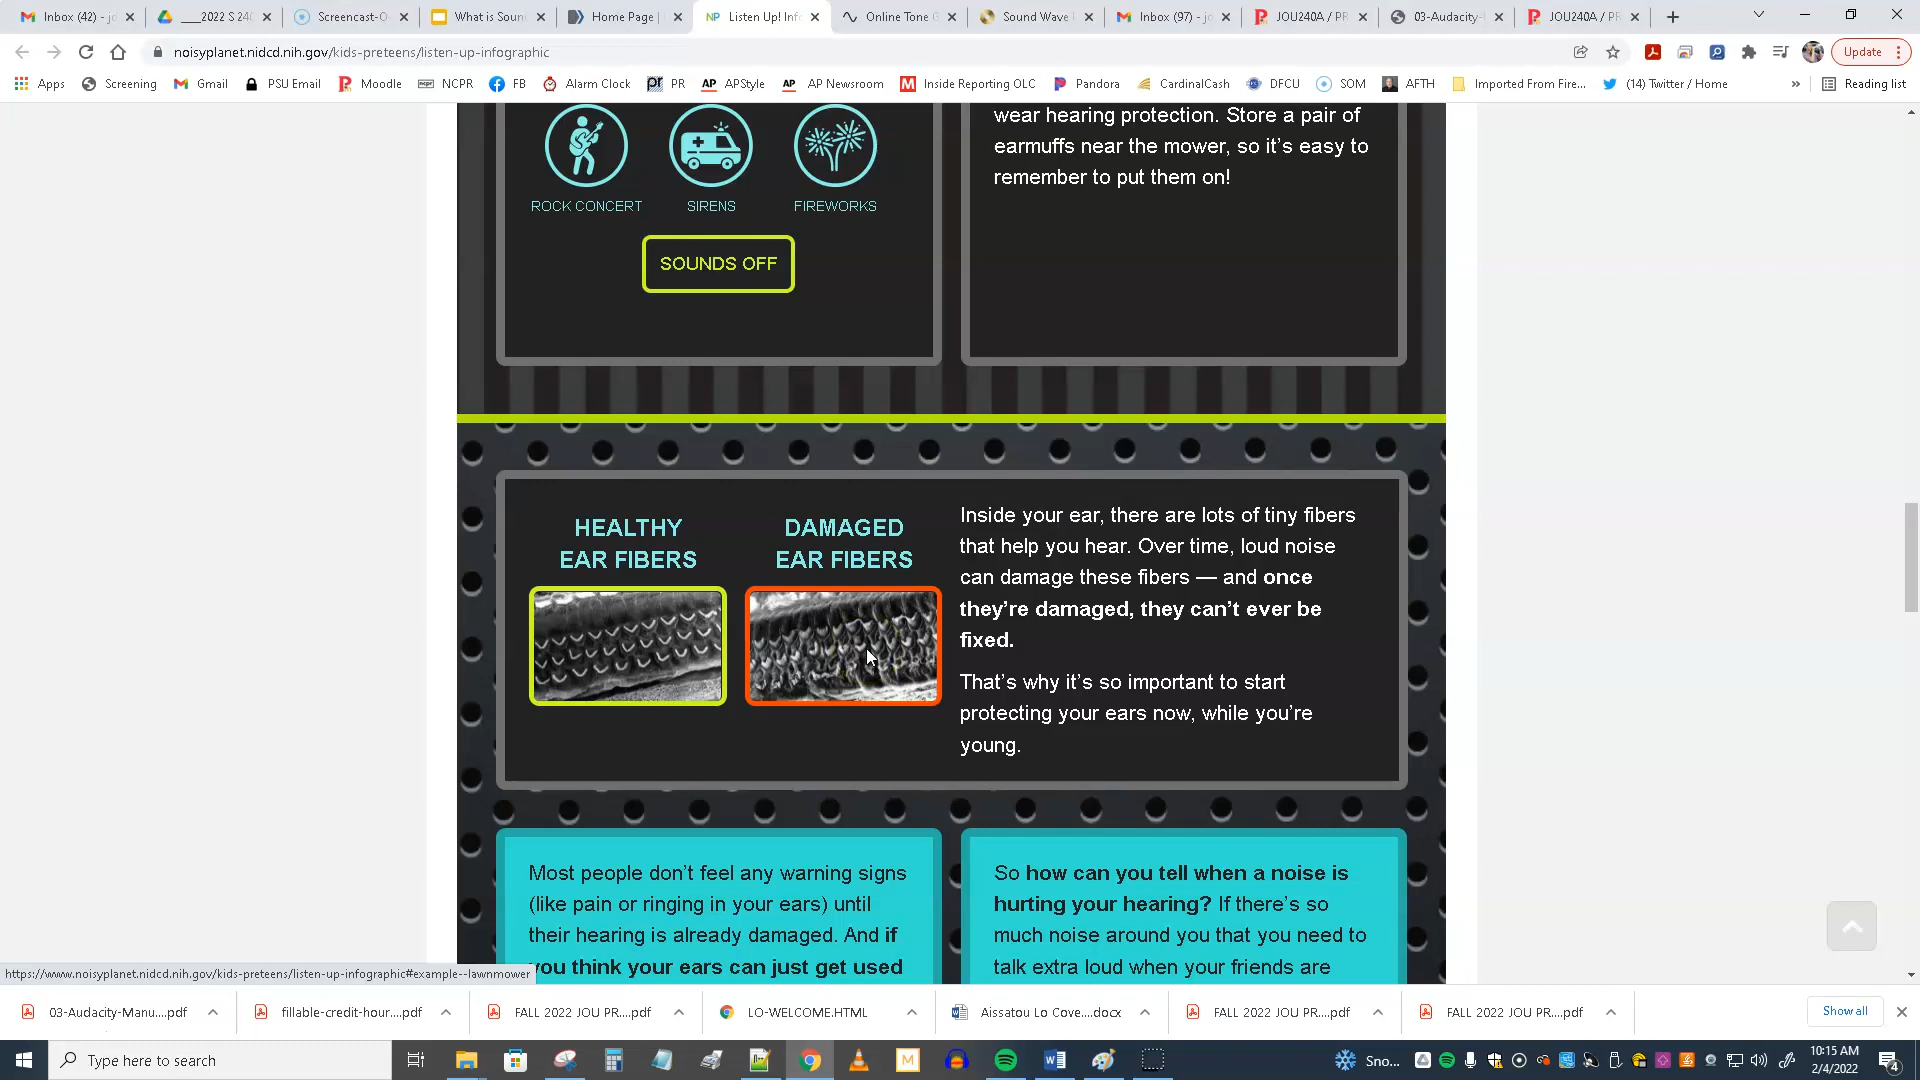 Inbox (42) - jo
____2022 S 240
Screencast-O
What is Soun
Home Page |
Listen Up! Info
Online Tone G
Sound Wave
Inbox (97) - jo
JOU240A / PR
03-Audacity-
JOU240A / PR
noisyplanet.nidcd.nih.gov/kids-preteens/listen-up-infographic
Update
Apps
Screening
Gmail
PSU Email
Moodle
NCPR
FB
Alarm Clock
PR
APStyle
AP Newsroom
Inside Reporting OLC
Pandora
CardinalCash
DFCU
SOM
AFTH
Imported From Fire...
(14) Twitter / Home
»
Reading list
ROCK CONCERT
SIRENS
FIREWORKS
SOUNDS OFF
wear hearing protection. Store a pair of
earmuffs near the mower, so it’s easy to
remember to put them on!
HEALTHY
EAR FIBERS
DAMAGED
EAR FIBERS
Inside your ear, there are lots of tiny fibers
that help you hear. Over time, loud noise
can damage these fibers — and once
they’re damaged, they can’t ever be
fixed.
That’s why it’s so important to start
protecting your ears now, while you’re
young.
Most people don’t feel any warning signs
(like pain or ringing in your ears) until
their hearing is already damaged. And if
you think your ears can just get used
So how can you tell when a noise is
hurting your hearing? If there’s so
much noise around you that you need to
talk extra loud when your friends are
https://www.noisyplanet.nidcd.nih.gov/kids-preteens/listen-up-infographic#example--lawnmower
03-Audacity-Manu....pdf
fillable-credit-hour....pdf
FALL 2022 JOU PR....pdf
LO-WELCOME.HTML
Aissatou Lo Cove....docx
FALL 2022 JOU PR....pdf
FALL 2022 JOU PR....pdf
Show all
Type here to search
Sno...
10:15 AM
2/4/2022
4